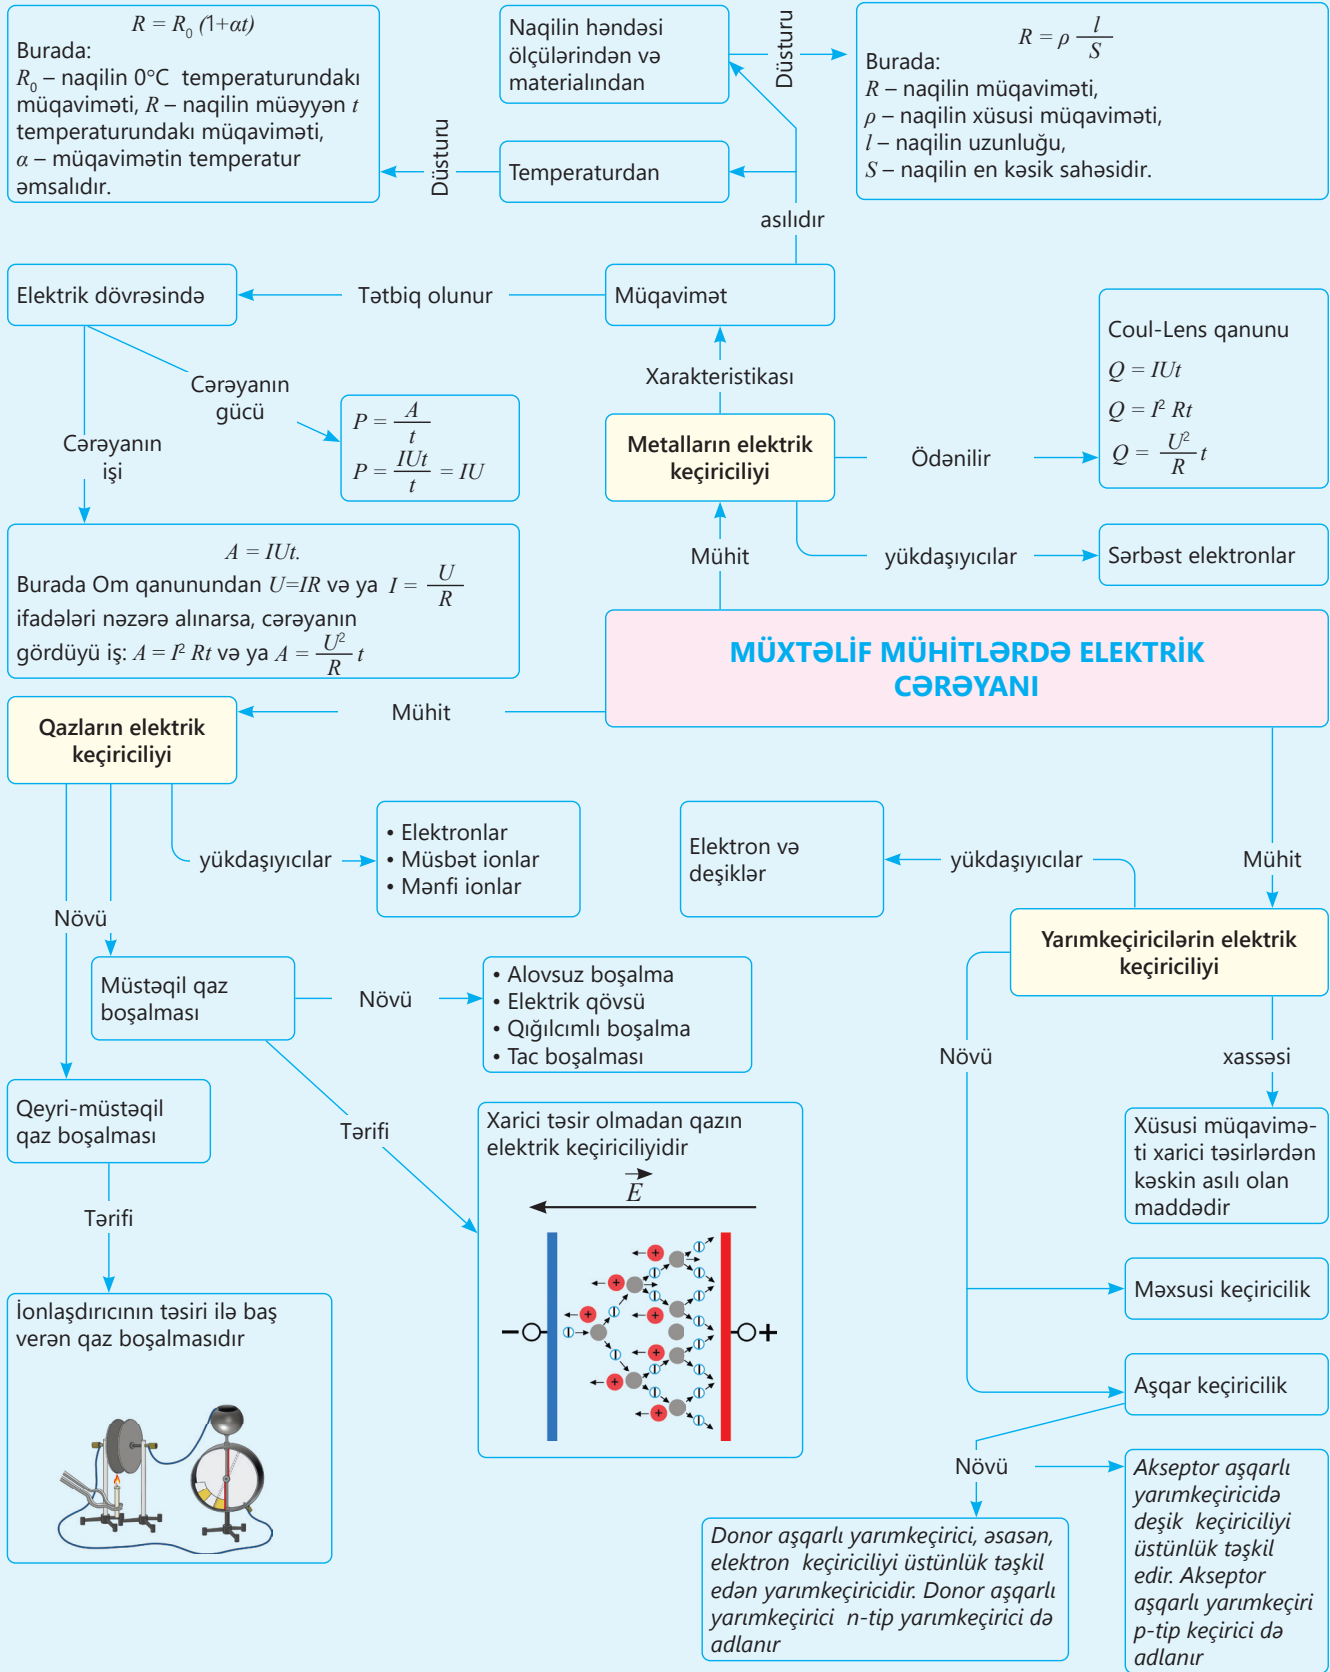 R = R₀ (1+αt)
Burada:
R₀ – naqilin 0°C temperaturundakı
müqaviməti, R – naqilin müəyyən t
temperaturundakı müqaviməti,
α – müqavimətin temperatur
əmsalıdır.
Düsturu
Naqilin həndəsi
ölçülərindən və
materialından
Düsturu
R = ρ l/S
Burada:
R – naqilin müqaviməti,
ρ – naqilin xüsusi müqaviməti,
l – naqilin uzunluğu,
S – naqilin en kəsik sahəsidir.
Temperaturdan
asılıdır
Elektrik dövrəsində
Tətbiq olunur
Müqavimət
Xarakteristikası
Coul-Lens qanunu
Q = IUt
Q = I² Rt
Q = U²/R t
Cərəyanın
gücü
P = A/t
P = IUt/t = IU
Cərəyanın
işi
Metalların elektrik
keçiriciliyi
Ödənilir
Mühit
yükdaşıyıcılar
Sərbəst elektronlar
A = IUt.
Burada Om qanunundan U=IR və ya I = U/R
ifadələri nəzərə alınarsa, cərəyanın
gördüyü iş: A = I² Rt və ya A = U²/R t
MÜXTƏLİF MÜHİTLƏRDƏ ELEKTRİK
CƏRƏYANI
Qazların elektrik
keçiriciliyi
Mühit
yükdaşıyıcılar
• Elektronlar
• Müsbət ionlar
• Mənfi ionlar
Elektron və
deşiklər
yükdaşıyıcılar
Mühit
Növü
Yarımkeçiricilərin elektrik
keçiriciliyi
Müstəqil qaz
boşalması
Növü
• Alovsuz boşalma
• Elektrik qövsü
• Qığılcımlı boşalma
• Tac boşalması
Növü
xassəsi
Qeyri-müstəqil
qaz boşalması
Tərifi
Xarici təsir olmadan qazın
elektrik keçiriciliyidir
E
– +
Xüsusi müqavimə-
ti xarici təsirlərdən
kəskin asılı olan
maddədir
Tərifi
Məxsusi keçiricilik
İonlaşdırıcının təsiri ilə baş
verən qaz boşalmasıdır
Aşqar keçiricilik
Növü
Donor aşqarlı yarımkeçirici, əsasən,
elektron keçiriciliyi üstünlük təşkil
edən yarımkeçiricidir. Donor aşqarlı
yarımkeçirici n-tip yarımkeçirici də
adlanır
Akseptor aşqarlı
yarımkeçiricidə
deşik keçiriciliyi
üstünlük təşkil
edir. Akseptor
aşqarlı yarımkeçiri
p-tip keçirici də
adlanır